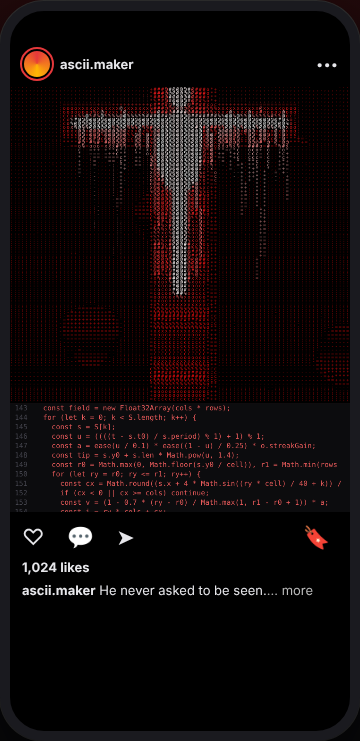 ascii.maker
143 const field = new Float32Array(cols * rows);
144 for (let k = 0; k < S.length; k++) {
145 const s = S[k];
146 const u = ((((t - s.t0) / s.period) % 1) + 1) % 1;
147 const a = ease(u / 0.1) * ease((1 - u) / 0.25) * o.streakGain;
148 const tip = s.y0 + s.len * Math.pow(u, 1.4);
149 const r0 = Math.max(0, Math.floor(s.y0 / cell)), r1 = Math.min(rows
150 for (let ry = r0; ry <= r1; ry++) {
151 const cx = Math.round((s.x + 4 * Math.sin((ry * cell) / 40 + k)) /
152 if (cx < 0 || cx >= cols) continue;
153 const v = (1 - 0.7 * (ry - r0) / Math.max(1, r1 - r0 + 1)) * a;
1,024 likes
ascii.maker He never asked to be seen.... more